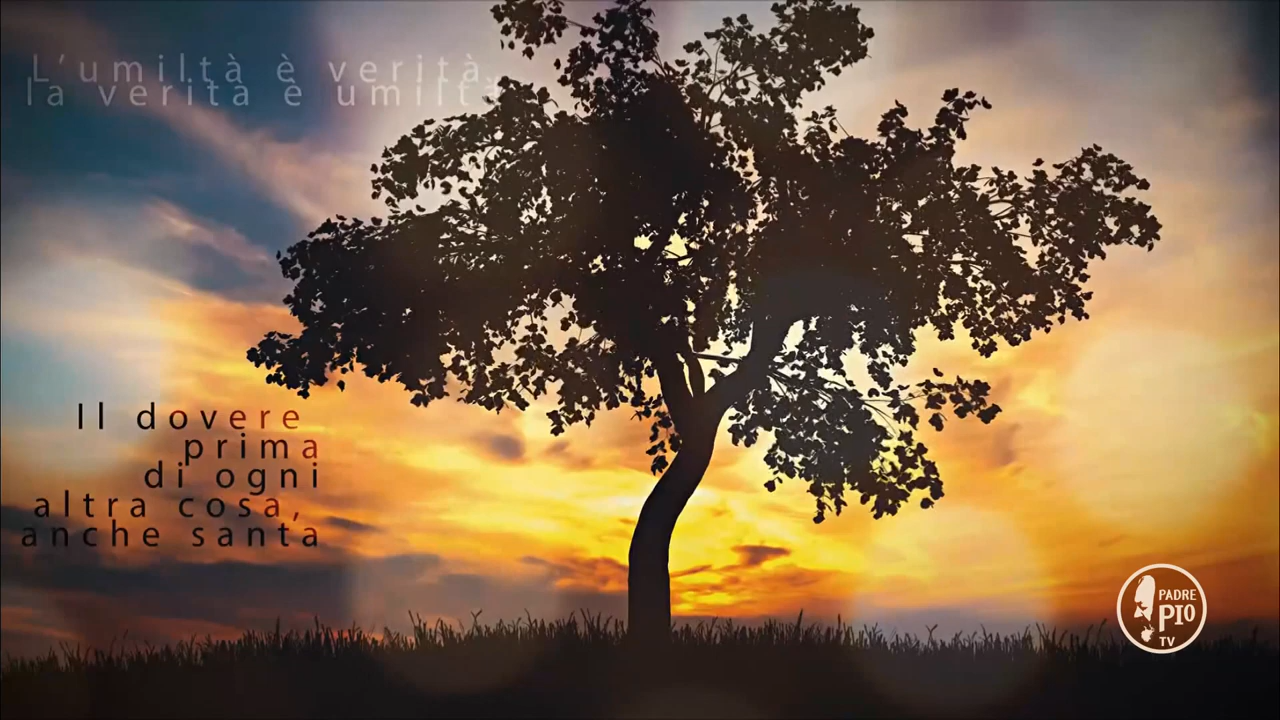 L'umiltà è verità,
la verità è umiltà
Il dovere
prima
di ogni
altra cosa,
anche santa
PADRE
PIO
TV